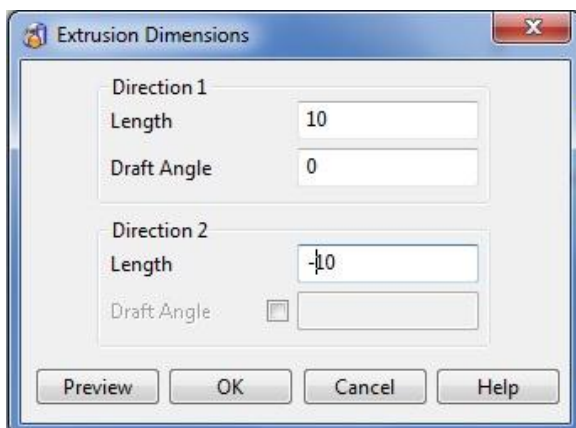 Extrusion Dimensions
Direction 1
Length 10
Draft Angle 0
Direction 2
Length -10
Draft Angle
Preview OK Cancel Help